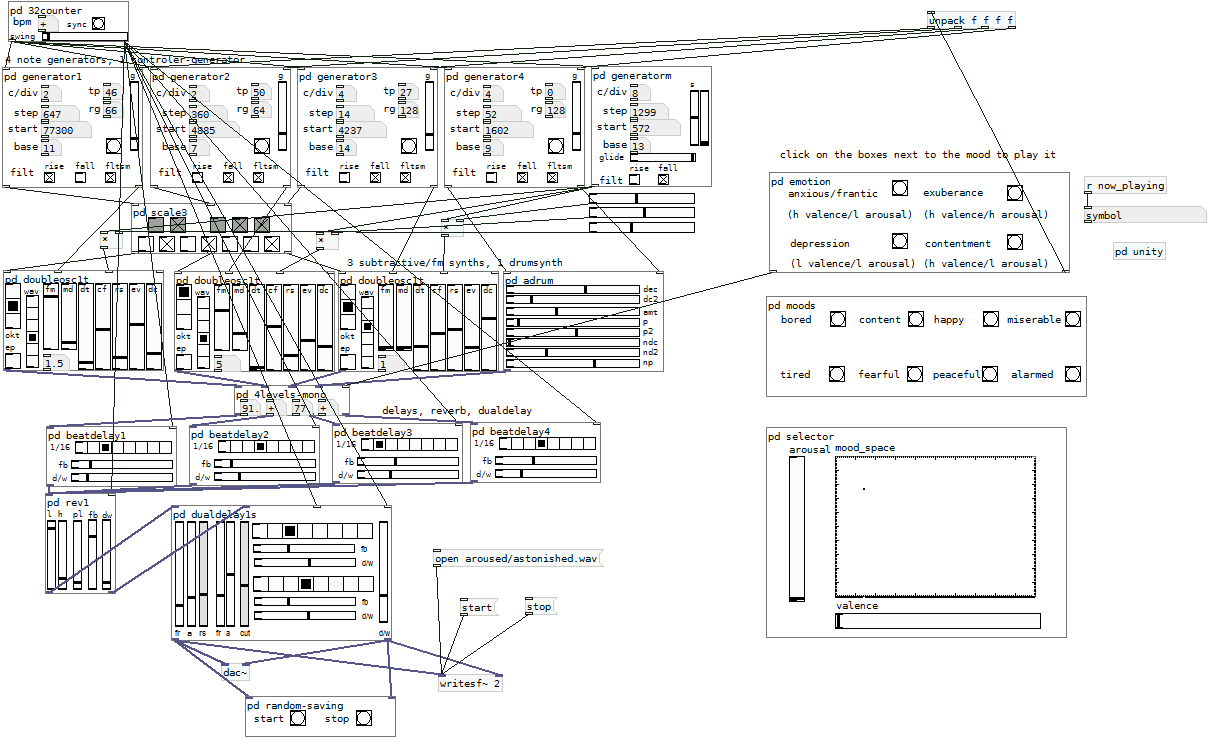 pd 32counter
bpm + sync
swing
unpack f f f f
4 note generators, 1 controler-generator
pd generator1 g
c/div 2 tp 46
step 647 rg 66
start 77300
base 11
rise fall fltsm
filt
pd generator2 g
c/div 2 tp 50
step 360 rg 64
start 4885
base 7
rise fall fltsm
filt
pd generator3 g
c/div 4 tp 27
step 14 rg 128
start 4237
base 14
rise fall fltsm
filt
pd generator4 g
c/div 4 tp 0
step 52 rg 128
start 1602
base 9
rise fall fltsm
filt
pd generatorm
c/div 8 s
step 1299
start 572
base 13
glide
rise fall
filt
click on the boxes next to the mood to play it
pd emotion
anxious/frantic exuberance
(h valence/l arousal) (h valence/h arousal)
depression contentment
(l valence/l arousal) (h valence/l arousal)
r now_playing
symbol
pd unity
pd scale3
* * *
3 subtractive/fm synths, 1 drumsynth
pd doubleosclt
wav fm md dt cf rs ev dc
okt
ep 1.5
pd doubleosclt
wav fm md dt cf rs ev dc
okt
ep 5
pd doubleosclt
wav fm md dt cf rs ev dc
okt
ep 1
pd adrum
dec
dc2
amt
p
p2
ndc
nd2
np
pd moods
bored content happy miserable
tired fearful peaceful alarmed
pd 4levels-mono
91. + 77 +
delays, reverb, dualdelay
pd beatdelay1
1/16
fb
d/w
pd beatdelay2
1/16
fb
d/w
pd beatdelay3
1/16
fb
d/w
pd beatdelay4
1/16
fb
d/w
pd selector
arousal mood_space
valence
pd rev1
l h pl fb dw
pd dualdelay1s
fb
d/w
fb
d/w
fr a rs fr a cut d/w
open aroused/astonished.wav
start stop
dac~
writesf~ 2
pd random-saving
start stop